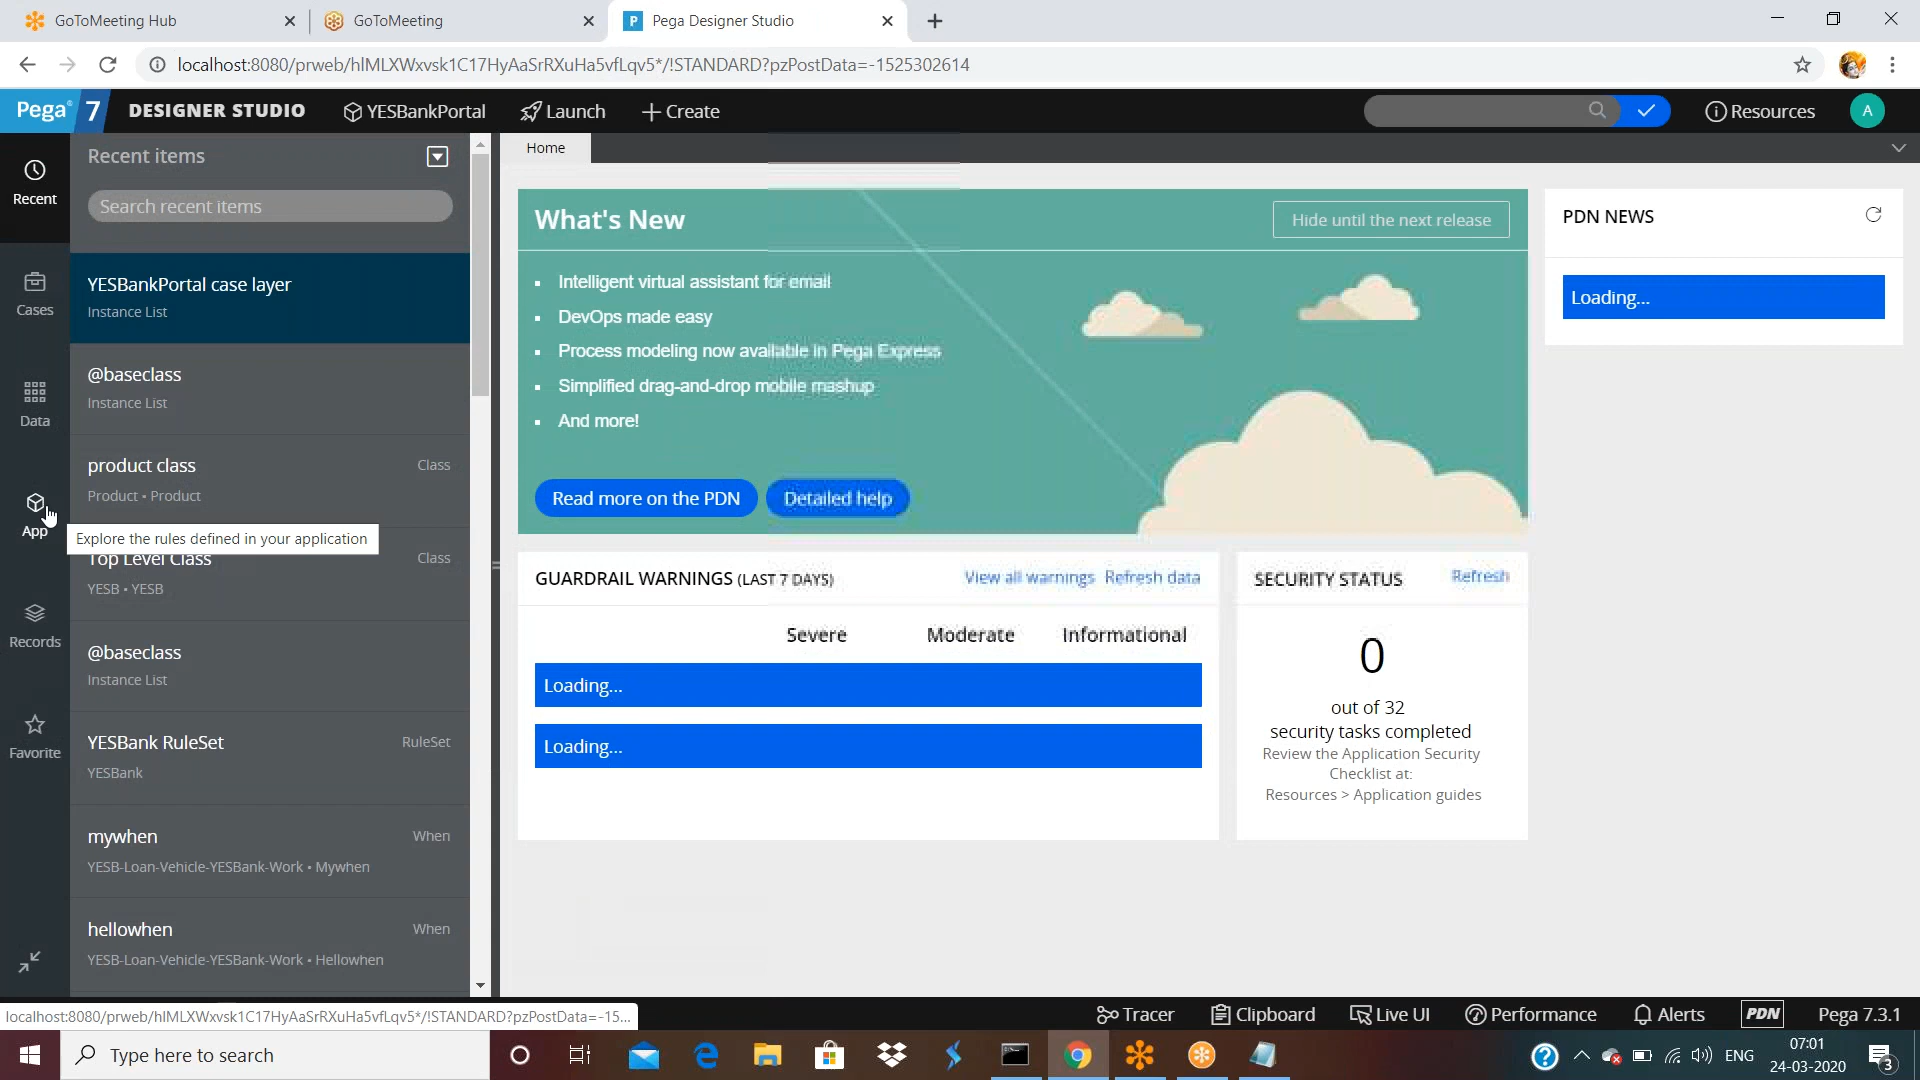 GoToMeeting Hub
GoToMeeting
Pega Designer Studio
localhost:8080/prweb/hIMLXWxvsk1C17HyAaSrRXuHa5vfLqv5*/!STANDARD?pzPostData=-1525302614
Pega 7 DESIGNER STUDIO YESBankPortal Launch Create Resources A
Recent
Cases
Data
App
Records
Favorite
Recent items
Search recent items
YESBankPortal case layer
Instance List
@baseclass
Instance List
product class Class
Product • Product
Explore the rules defined in your application
Top Level Class Class
YESB • YESB
@baseclass
Instance List
YESBank RuleSet RuleSet
YESBank
mywhen When
YESB-Loan-Vehicle-YESBank-Work • Mywhen
hellowhen When
YESB-Loan-Vehicle-YESBank-Work • Hellowhen
Home
What's New Hide until the next release
▪ Intelligent virtual assistant for email
▪ DevOps made easy
▪ Process modeling now available in Pega Express
▪ Simplified drag-and-drop mobile mashup
▪ And more!
Read more on the PDN Detailed help
PDN NEWS
Loading...
GUARDRAIL WARNINGS (LAST 7 DAYS) View all warnings Refresh data
Severe Moderate Informational
Loading...
Loading...
SECURITY STATUS Refresh
0
out of 32
security tasks completed
Review the Application Security
Checklist at:
Resources > Application guides
localhost:8080/prweb/hIMLXWxvsk1C17HyAaSrRXuHa5vfLqv5*/!STANDARD?pzPostData=-15...
Tracer Clipboard Live UI Performance Alerts PDN Pega 7.3.1
Type here to search
ENG
07:01
24-03-2020
3